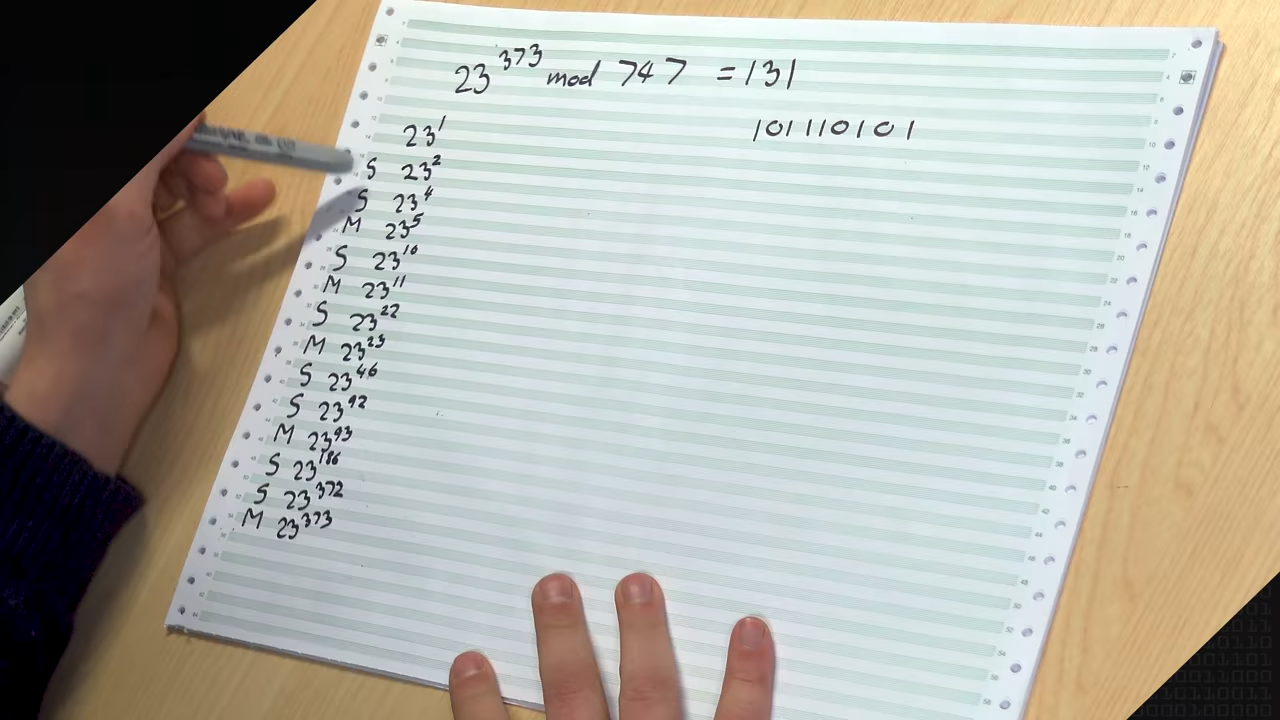 23^373 mod 747 = 131
101110101
23^1
S 23^2
S 23^4
M 23^5
S 23^10
M 23^11
S 23^22
M 23^23
S 23^46
S 23^92
M 23^93
S 23^186
S 23^372
M 23^373